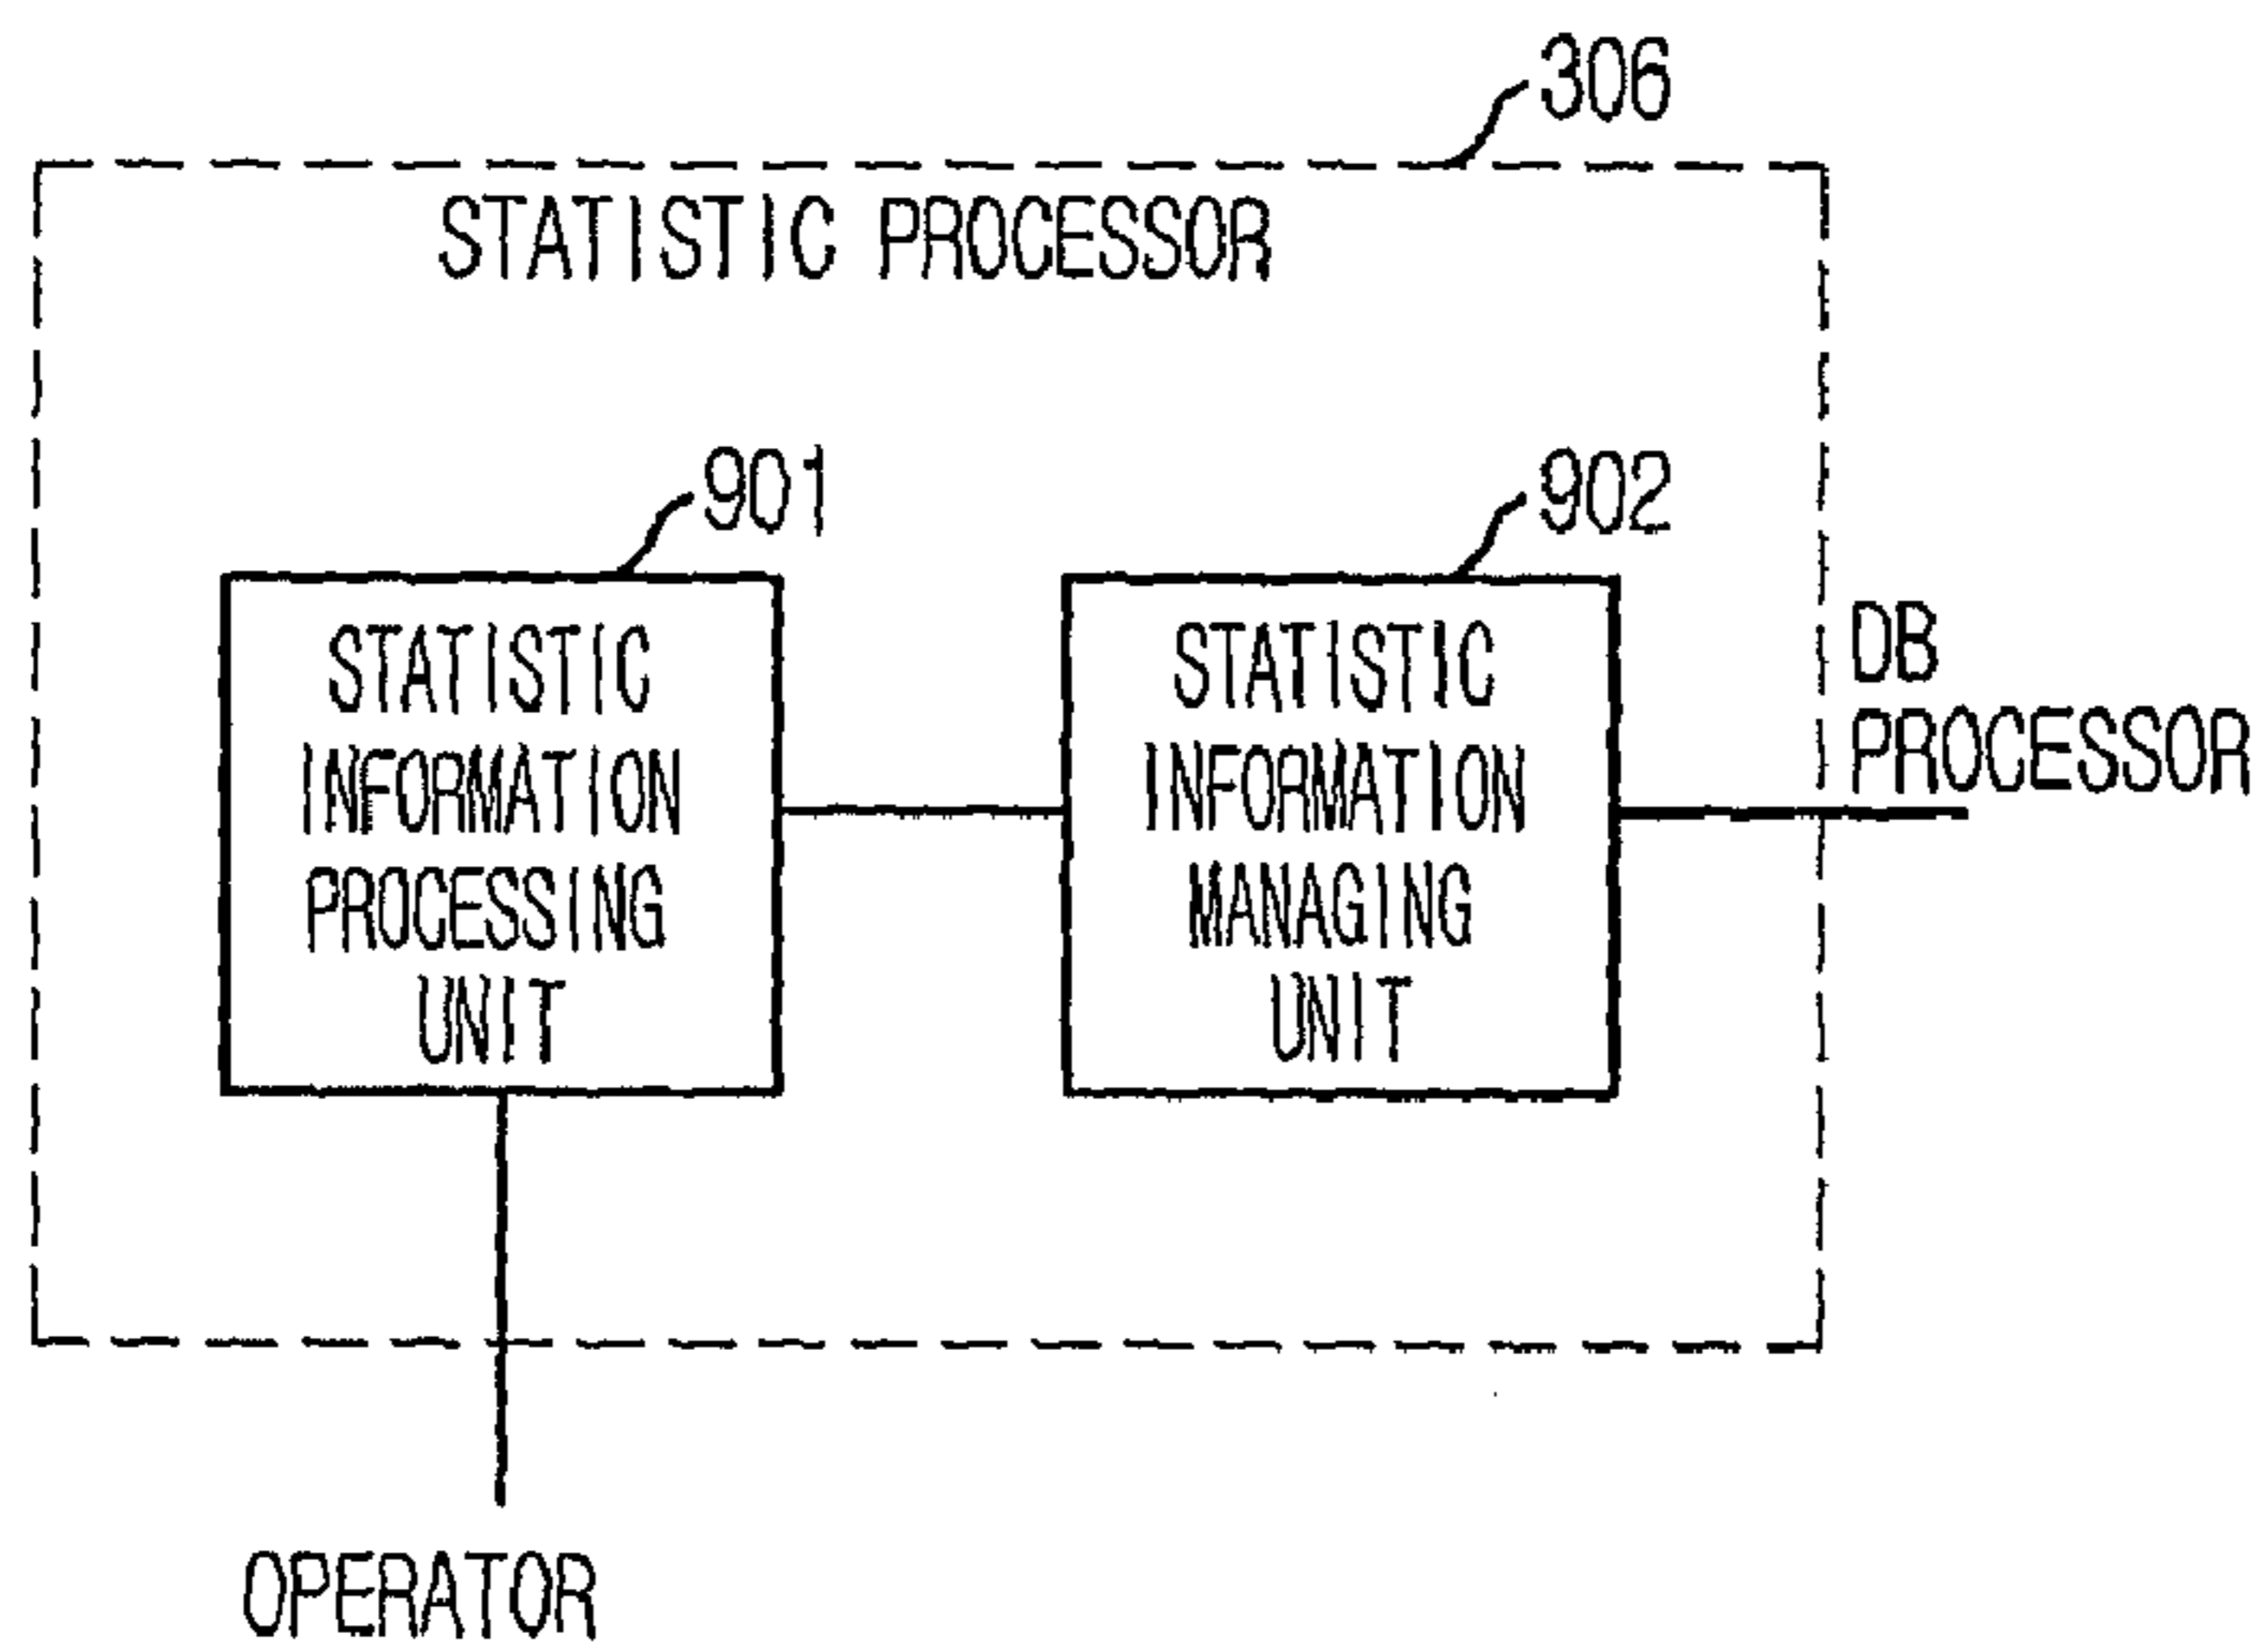 306
STATISTIC PROCESSOR
901
902
STATISTIC
INFORMATION
PROCESSING
UNIT
STATISTIC
INFORMATION
MANAGING
UNIT
DB
PROCESSOR
OPERATOR